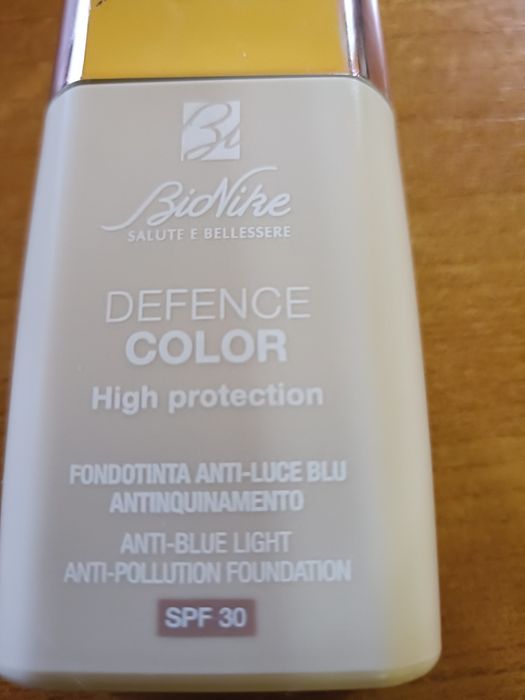 Bi
BioNike
SALUTE E BELLESSERE
DEFENCE
COLOR
High protection
FONDOTINTA ANTI-LUCE BLU
ANTINQUINAMENTO
ANTI-BLUE LIGHT
ANTI-POLLUTION FOUNDATION
SPF 30